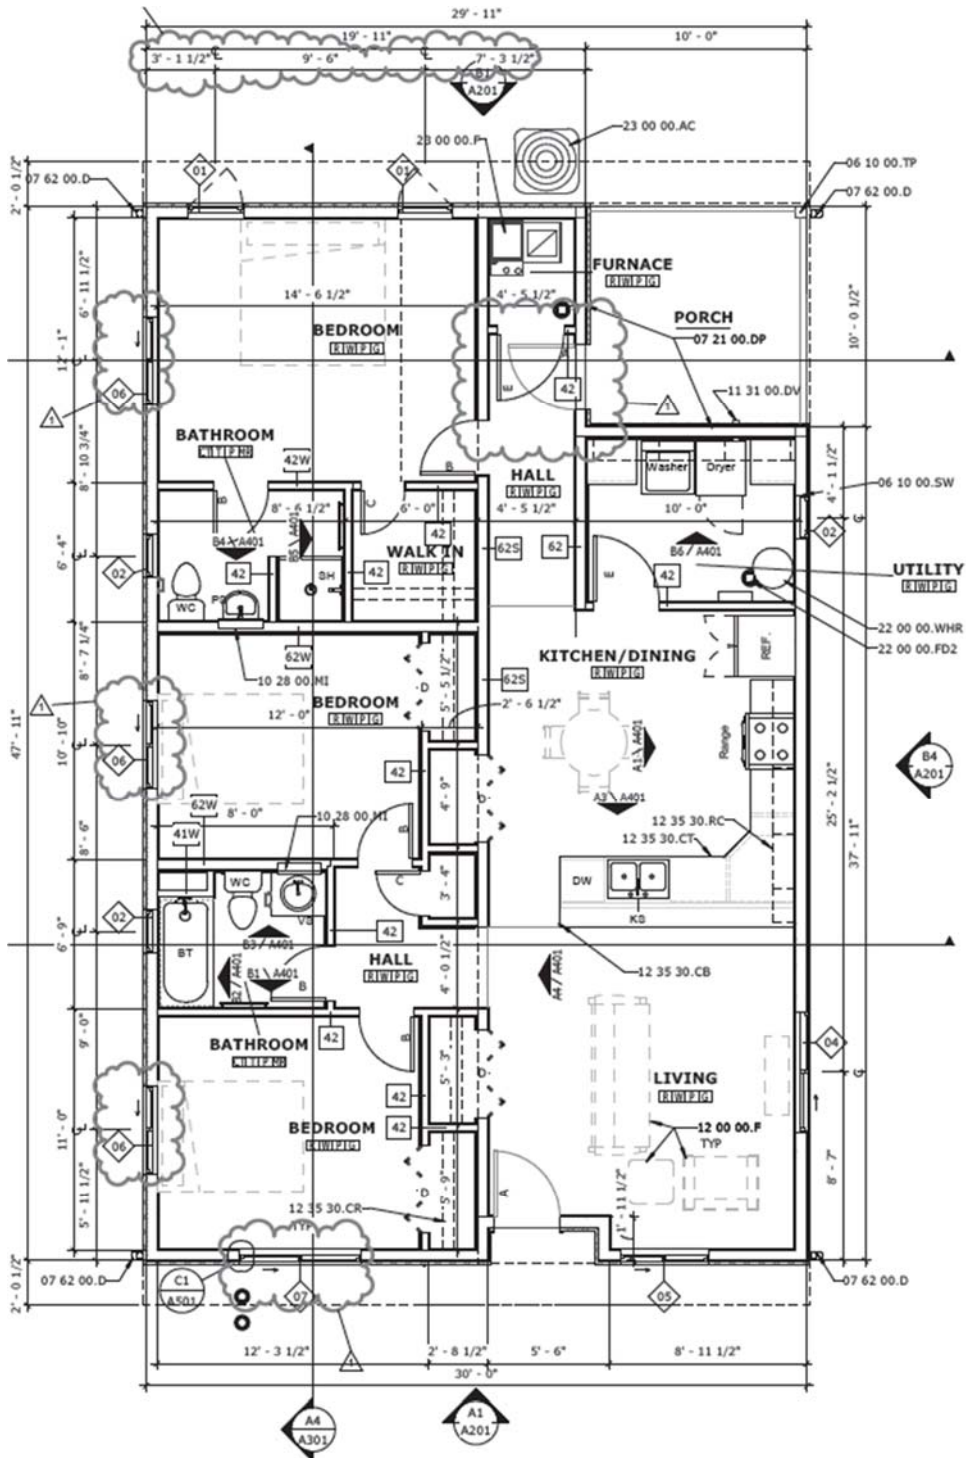 29' - 11"
19' - 11"
10' - 0"
3' - 1 1/2"
9' - 6"
7' - 3 1/2"
A201
23 00 00.AC
23 00 00.F
2' - 0 1/2"
07 62 00.D
01
01
06 10 00.TP
07 62 00.D
FURNACE
R W P G
6' - 11 1/2"
14' - 6 1/2"
4' - 5 1/2"
BEDROOM
R W P G
PORCH
07 21 00.DP
10' - 0 1/2"
12' - 1"
06
1
E
42
11 31 00.DV
1
BATHROOM
42W
B
8' - 10 3/4"
HALL
R W P G
Washer
Dryer
4' - 1 1/2"
06 10 00.SW
B
C
8' - 6 1/2"
6' - 0"
4' - 5 1/2"
10' - 0"
B4 / A401
B5 / A401
42
62S
62
B6 / A401
02
WALK IN
R W P G
6' - 4"
02
42
42
SH
WC
E
42
UTILITY
R W P G
22 00 00.WHR
22 00 00.FD2
8' - 7 1/4"
62W
10 28 00.MI
KITCHEN/DINING
R W P G
REF.
5' - 5 1/2"
62S
D
BEDROOM
R W P G
2' - 6 1/2"
12' - 0"
1
47' - 11"
10' - 10"
06
42
4' - 9"
D
A1 \ A401
A3 \ A401
Range
B4
A201
25' - 2 1/2"
62W
8' - 0"
10 28 00.MI
12 35 30.RC
12 35 30.CT
41W
B
8' - 6"
37' - 11"
WC
C
3' - 4"
DW
KS
02
42
6' - 9"
BT
B3 / A401
B1 \ A401
B2 / A401
B
HALL
R W P G
4' - 0 1/2"
A4 / A401
12 35 30.CB
9' - 0"
42
B
BATHROOM
5' - 3"
D
04
LIVING
R W P G
42
42
BEDROOM
R W P G
12 00 00.F
TYP
11' - 0"
06
8' - 7"
D
5' - 9"
A
5' - 11 1/2"
12 35 30.CR
TYP
1' - 11 1/2"
2' - 0 1/2"
07 62 00.D
C1
A501
07
05
07 62 00.D
12' - 3 1/2"
1
2' - 8 1/2"
5' - 6"
8' - 11 1/2"
30' - 0"
A4
A301
A1
A201